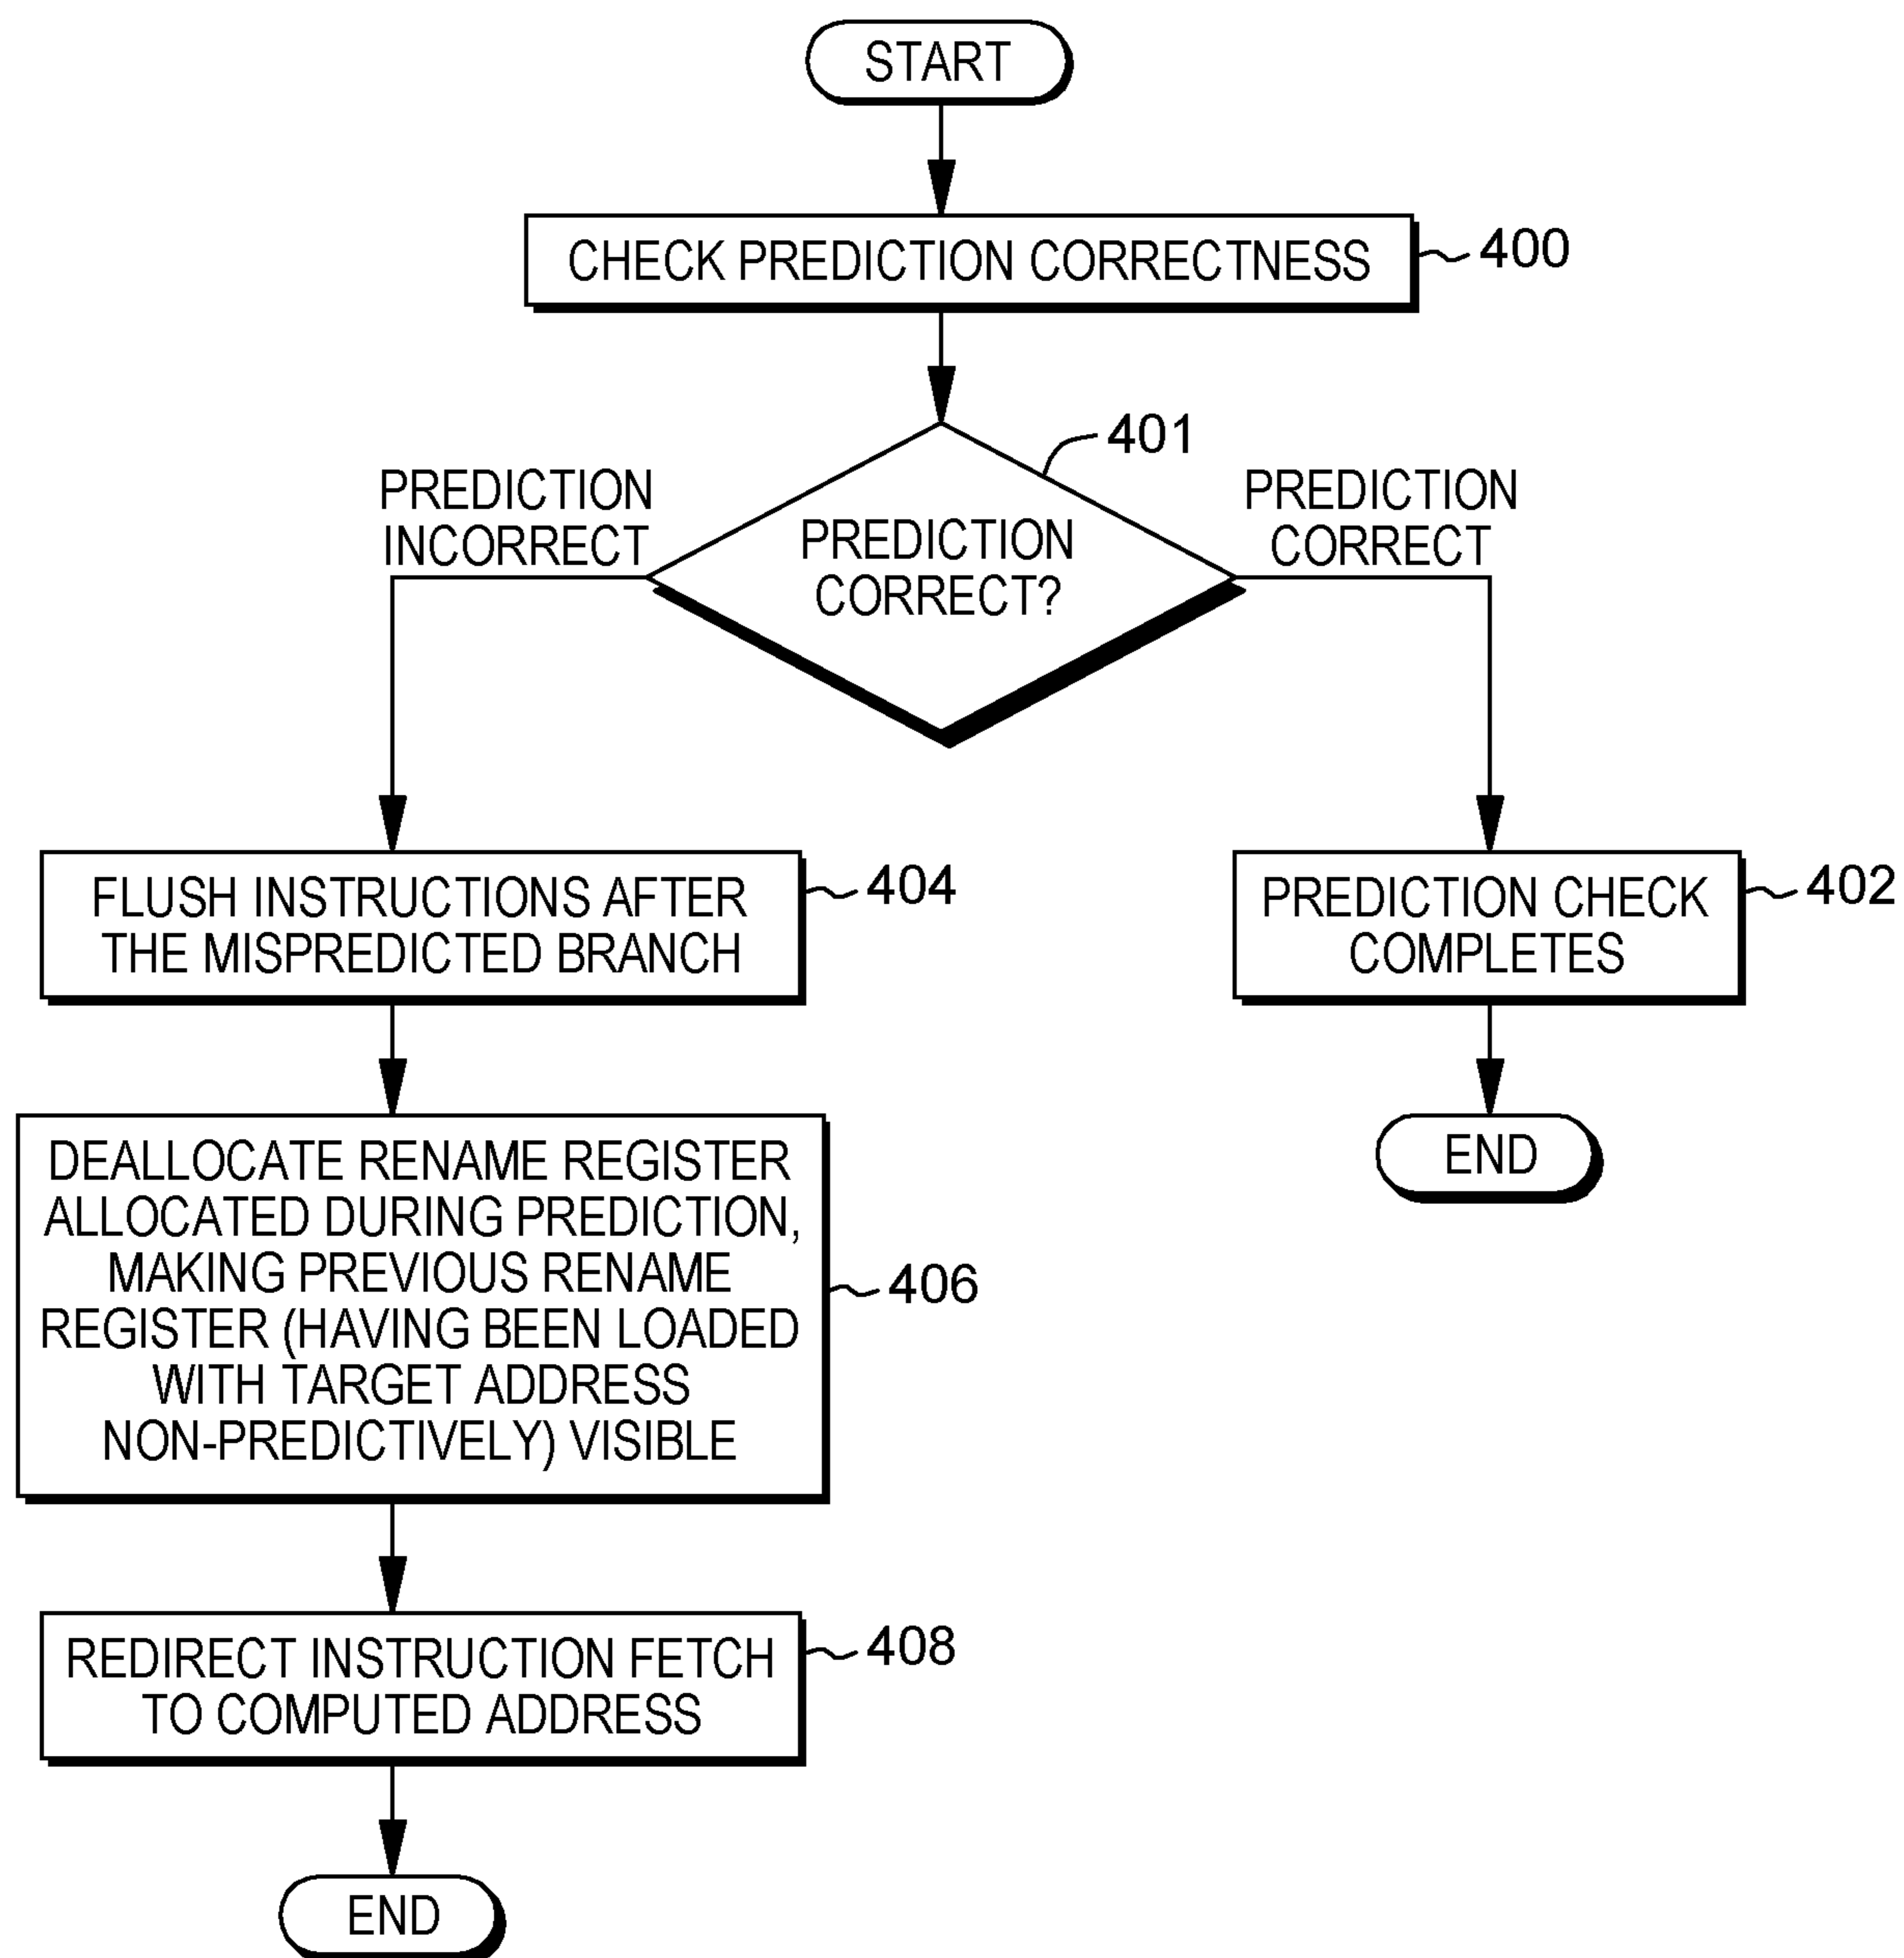 START
CHECK PREDICTION CORRECTNESS
400
401
PREDICTION
INCORRECT
PREDICTION
CORRECT?
PREDICTION
CORRECT
FLUSH INSTRUCTIONS AFTER
THE MISPREDICTED BRANCH
404
PREDICTION CHECK
COMPLETES
402
DEALLOCATE RENAME REGISTER
ALLOCATED DURING PREDICTION,
MAKING PREVIOUS RENAME
REGISTER (HAVING BEEN LOADED
WITH TARGET ADDRESS
NON-PREDICTIVELY) VISIBLE
406
END
REDIRECT INSTRUCTION FETCH
TO COMPUTED ADDRESS
408
END